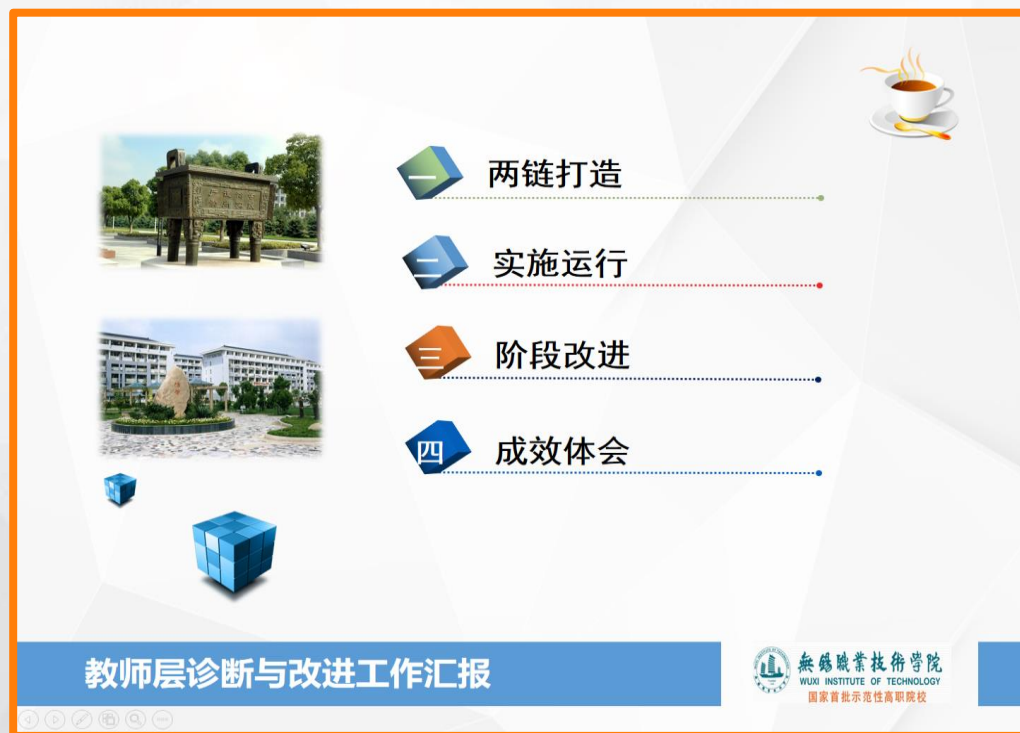 一 两链打造
二 实施运行
三 阶段改进
四 成效体会
教师层诊断与改进工作汇报
無錫職業技術學院
WUXI INSTITUTE OF TECHNOLOGY
国家首批示范性高职院校